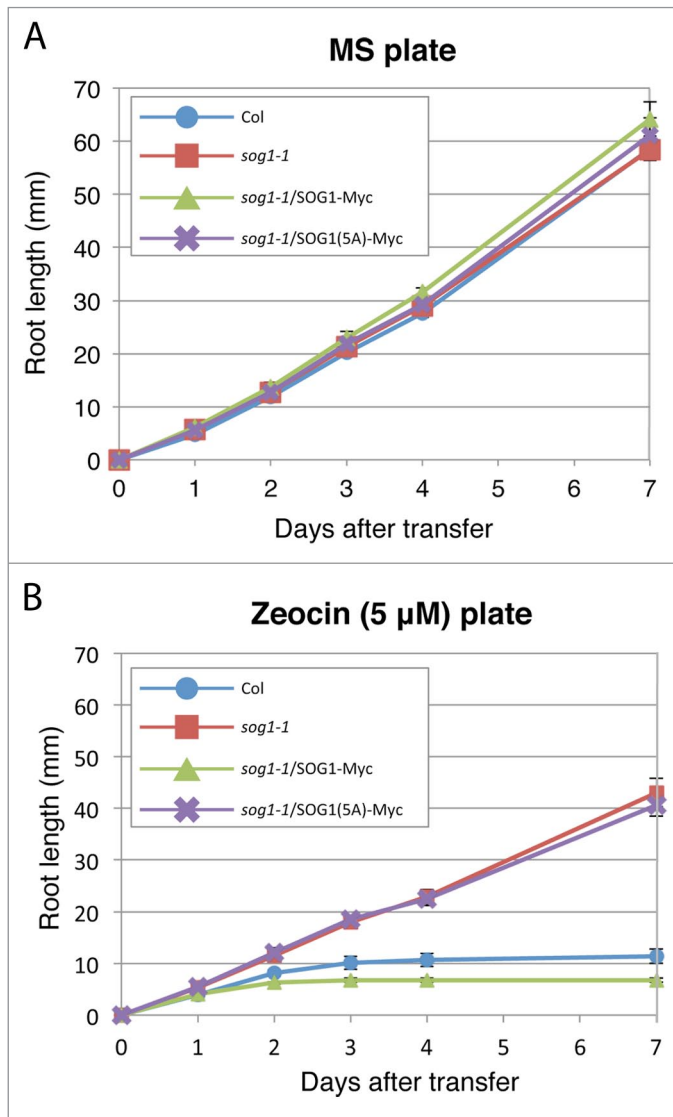 A
MS plate
70
60
50
40
30
20
10
0
Root length (mm)
Col
sog1-1
sog1-1/SOG1-Myc
sog1-1/SOG1(5A)-Myc
0 1 2 3 4 5 6 7
Days after transfer
B
Zeocin (5 μM) plate
70
60
50
40
30
20
10
0
Root length (mm)
Col
sog1-1
sog1-1/SOG1-Myc
sog1-1/SOG1(5A)-Myc
0 1 2 3 4 5 6 7
Days after transfer